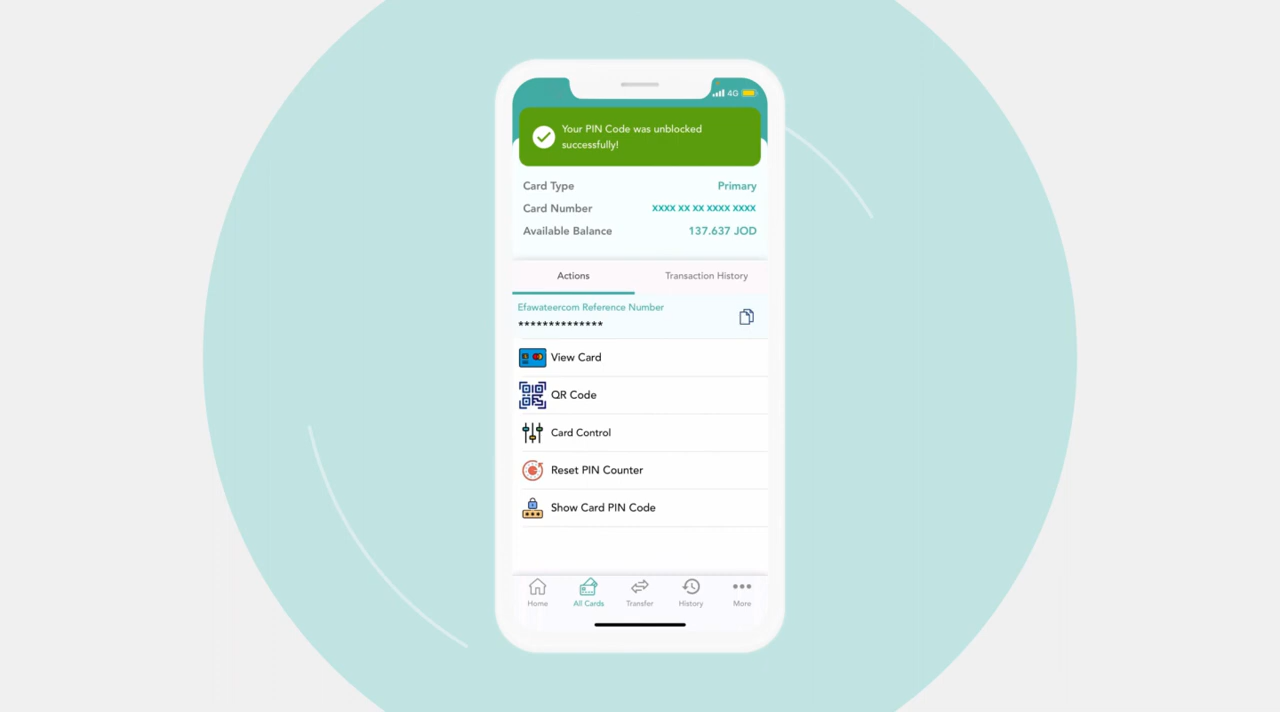 4G
Your PIN Code was unblocked
successfully!
Card Type
Primary
Card Number
XXXX XX XX XXXX XXXX
Available Balance
137.637 JOD
Actions
Transaction History
Efawateercom Reference Number
**************
View Card
QR Code
Card Control
Reset PIN Counter
Show Card PIN Code
Home
All Cards
Transfer
History
More